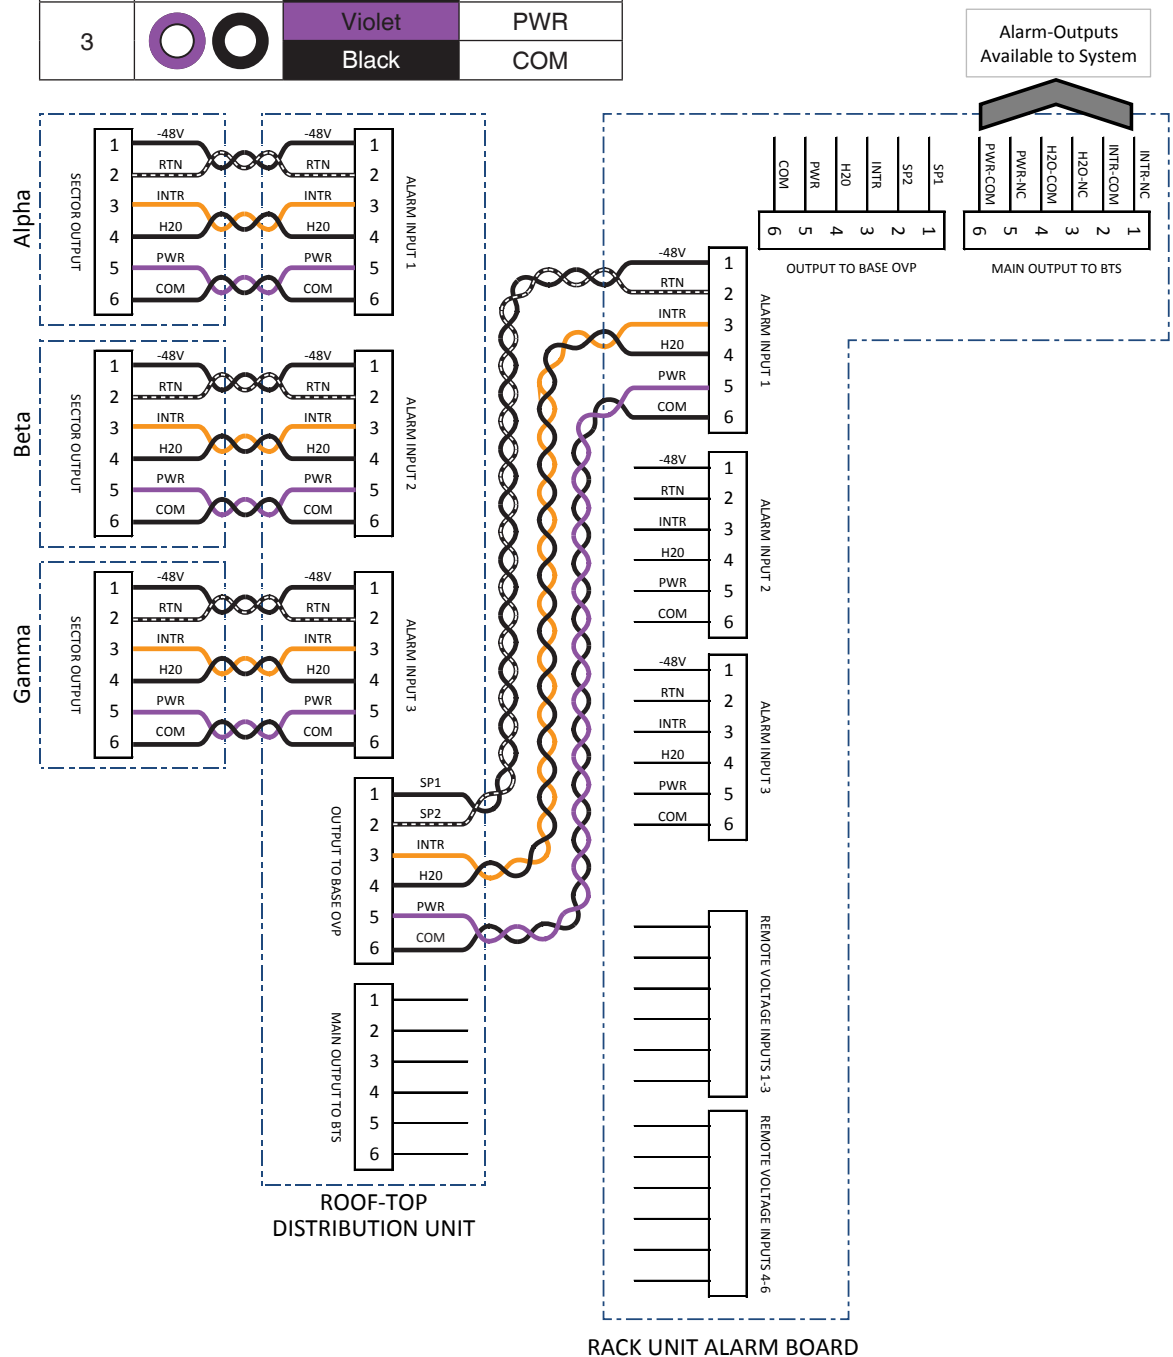 3
Violet PWR
Black COM
Alarm-Outputs
Available to System
Alpha
SECTOR OUTPUT
1 -48V -48V 1
2 RTN RTN 2
3 INTR INTR 3
4 H20 H20 4
5 PWR PWR 5
6 COM COM 6
ALARM INPUT 1
Beta
SECTOR OUTPUT
1 -48V -48V 1
2 RTN RTN 2
3 INTR INTR 3
4 H20 H20 4
5 PWR PWR 5
6 COM COM 6
ALARM INPUT 2
Gamma
SECTOR OUTPUT
1 -48V -48V 1
2 RTN RTN 2
3 INTR INTR 3
4 H20 H20 4
5 PWR PWR 5
6 COM COM 6
ALARM INPUT 3
OUTPUT TO BASE OVP
1 SP1
2 SP2
3 INTR
4 H20
5 PWR
6 COM
MAIN OUTPUT TO BTS
1
2
3
4
5
6
ROOF-TOP
DISTRIBUTION UNIT
COM PWR H20 INTR SP2 SP1
6 5 4 3 2 1
OUTPUT TO BASE OVP
PWR-COM PWR-NC H2O-COM H2O-NC INTR-COM INTR-NC
6 5 4 3 2 1
MAIN OUTPUT TO BTS
-48V 1
RTN 2
INTR 3
H20 4
PWR 5
COM 6
ALARM INPUT 1
-48V 1
RTN 2
INTR 3
H20 4
PWR 5
COM 6
ALARM INPUT 2
-48V 1
RTN 2
INTR 3
H20 4
PWR 5
COM 6
ALARM INPUT 3
REMOTE VOLTAGE INPUTS 1-3
REMOTE VOLTAGE INPUTS 4-6
RACK UNIT ALARM BOARD